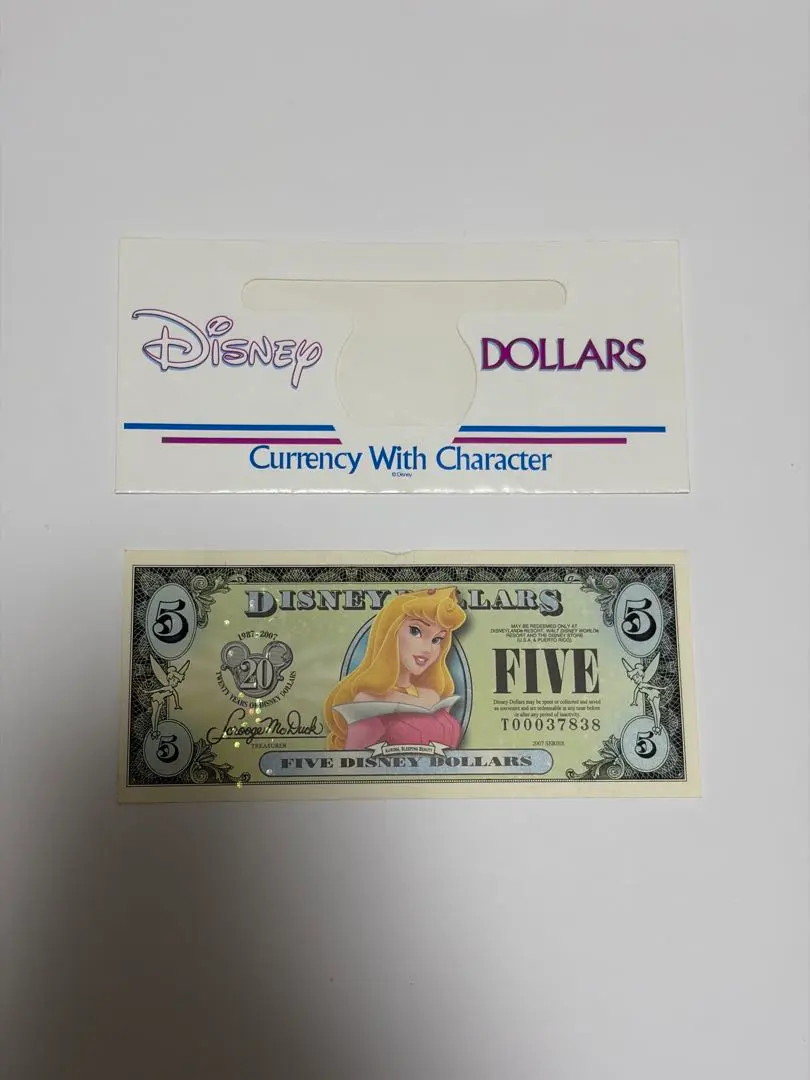 Disney DOLLARS
Currency With Character
© Disney
5 DISNEY DOLLARS 5
1987-2007
20
TWENTY YEARS OF DISNEY DOLLARS
Scrooge McDuck
TREASURER
MAY BE REDEEMED ONLY AT
DISNEYLAND® RESORT, WALT DISNEY WORLD®
RESORT AND THE DISNEY STORE
(U.S.A. & PUERTO RICO)
FIVE
Disney Dollars may be spent or collected and saved
as souvenirs and are redeemable at any time before
or after any period of inactivity.
T00037838
2007 SERIES
AURORA, SLEEPING BEAUTY
5 FIVE DISNEY DOLLARS 5